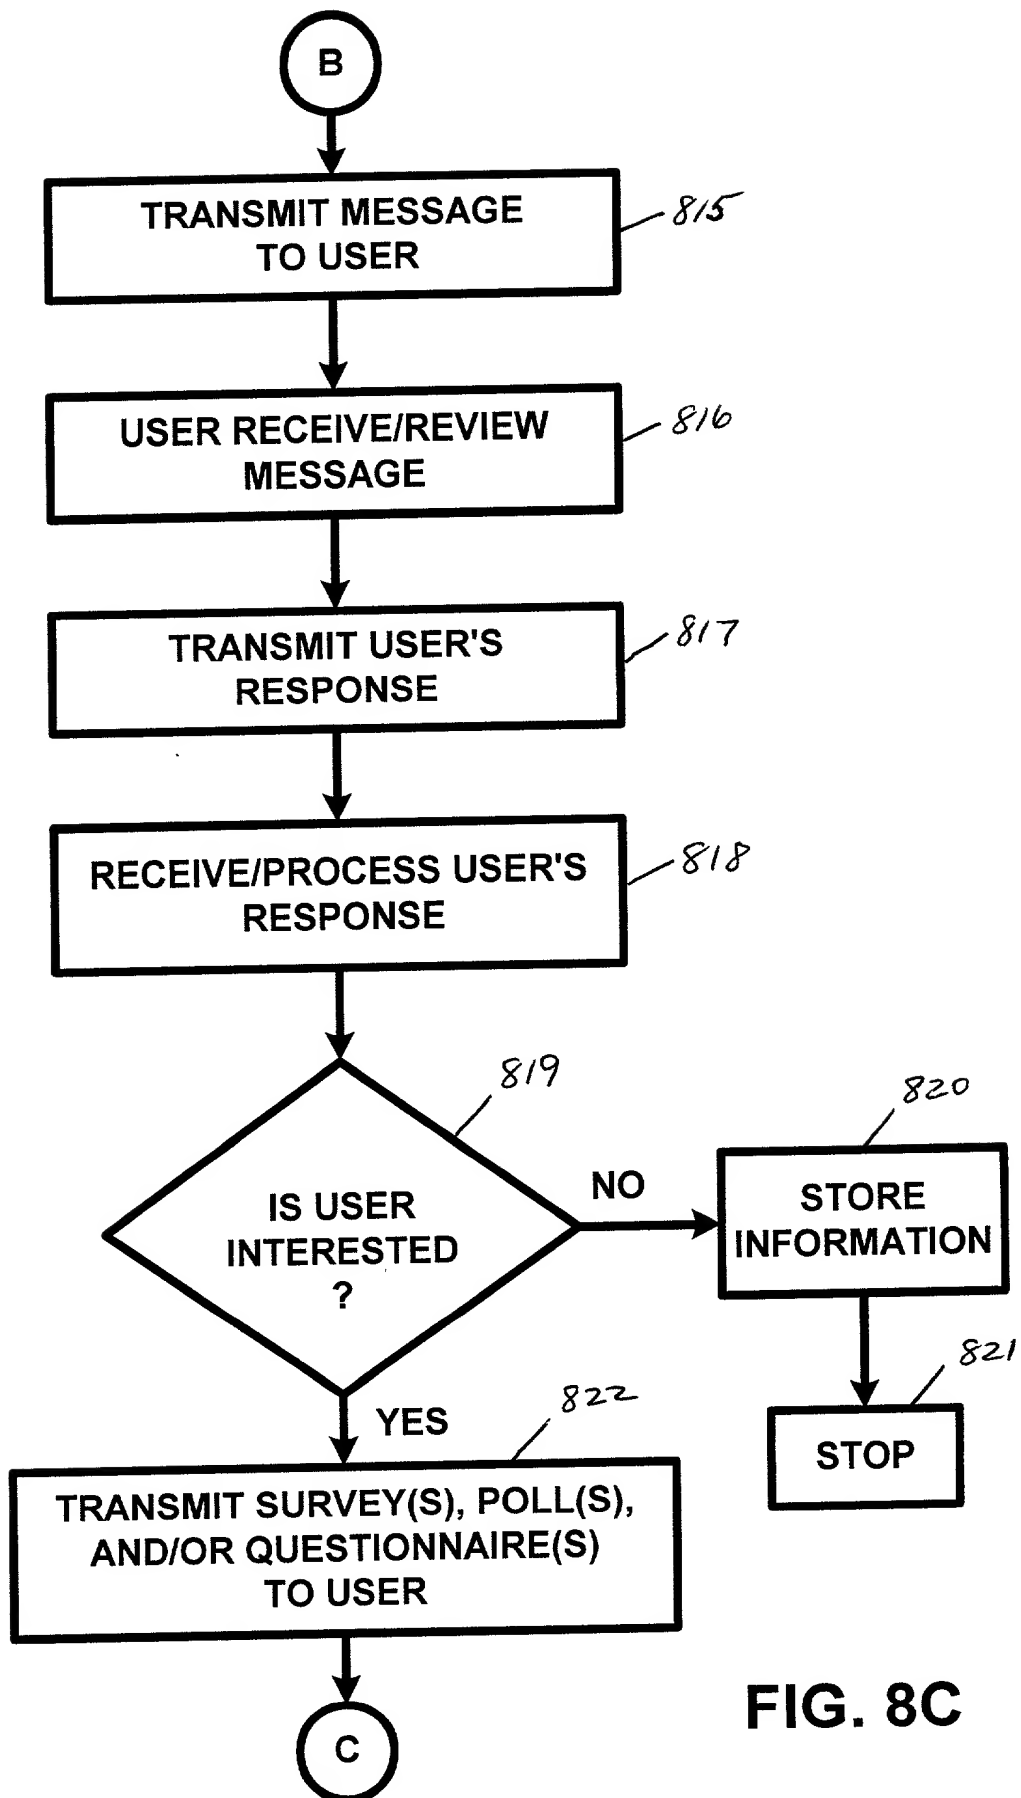 B
TRANSMIT MESSAGE
TO USER
815
USER RECEIVE/REVIEW
MESSAGE
816
TRANSMIT USER'S
RESPONSE
817
RECEIVE/PROCESS USER'S
RESPONSE
818
819
IS USER
INTERESTED
?
NO
820
STORE
INFORMATION
821
STOP
YES
822
TRANSMIT SURVEY(S), POLL(S),
AND/OR QUESTIONNAIRE(S)
TO USER
C
FIG. 8C